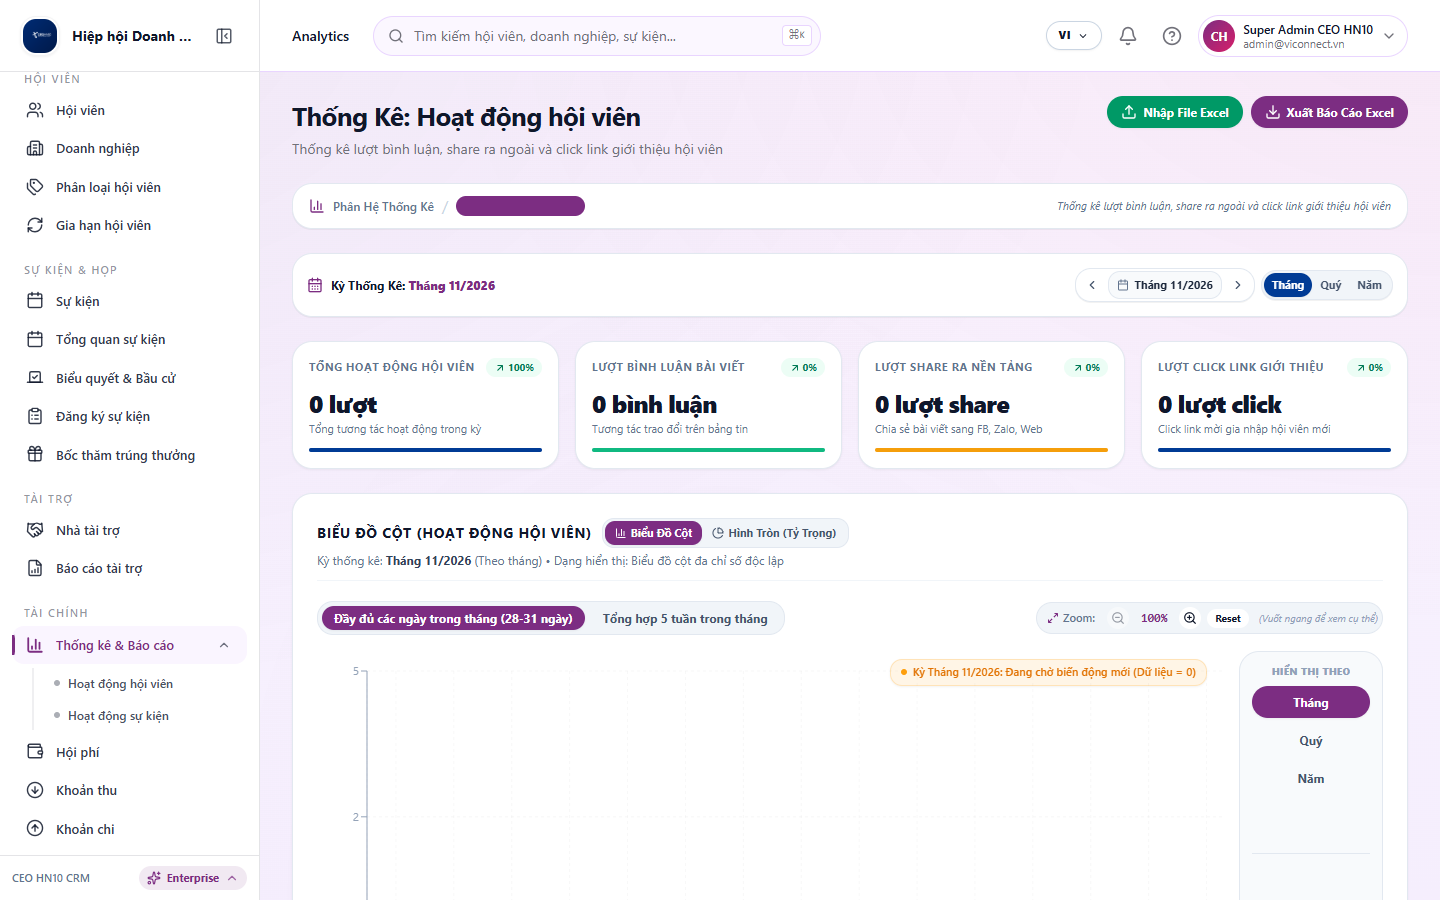 Hiệp hội Doanh ...
HỘI VIÊN
Hội viên
Doanh nghiệp
Phân loại hội viên
Gia hạn hội viên
SỰ KIỆN & HỌP
Sự kiện
Tổng quan sự kiện
Biểu quyết & Bầu cử
Đăng ký sự kiện
Bốc thăm trúng thưởng
TÀI TRỢ
Nhà tài trợ
Báo cáo tài trợ
TÀI CHÍNH
Thống kê & Báo cáo
Hoạt động hội viên
Hoạt động sự kiện
Hội phí
Khoản thu
Khoản chi
CEO HN10 CRM
Enterprise
Analytics
Tìm kiếm hội viên, doanh nghiệp, sự kiện...
⌘K
VI
CH
Super Admin CEO HN10
admin@viconnect.vn
Thống Kê: Hoạt động hội viên
Thống kê lượt bình luận, share ra ngoài và click link giới thiệu hội viên
Nhập File Excel
Xuất Báo Cáo Excel
Phân Hệ Thống Kê /
Thống kê lượt bình luận, share ra ngoài và click link giới thiệu hội viên
Kỳ Thống Kê: Tháng 11/2026
Tháng 11/2026
Tháng
Quý
Năm
TỔNG HOẠT ĐỘNG HỘI VIÊN
100%
0 lượt
Tổng tương tác hoạt động trong kỳ
LƯỢT BÌNH LUẬN BÀI VIẾT
0%
0 bình luận
Tương tác trao đổi trên bảng tin
LƯỢT SHARE RA NỀN TẢNG
0%
0 lượt share
Chia sẻ bài viết sang FB, Zalo, Web
LƯỢT CLICK LINK GIỚI THIỆU
0%
0 lượt click
Click link mời gia nhập hội viên mới
BIỂU ĐỒ CỘT (HOẠT ĐỘNG HỘI VIÊN)
Biểu Đồ Cột
Hình Tròn (Tỷ Trọng)
Kỳ thống kê: Tháng 11/2026 (Theo tháng) • Dạng hiển thị: Biểu đồ cột đa chỉ số độc lập
Đầy đủ các ngày trong tháng (28-31 ngày)
Tổng hợp 5 tuần trong tháng
Zoom:
100%
Reset
(Vuốt ngang để xem cụ thể)
Kỳ Tháng 11/2026: Đang chờ biến động mới (Dữ liệu = 0)
5
2
HIỂN THỊ THEO
Tháng
Quý
Năm